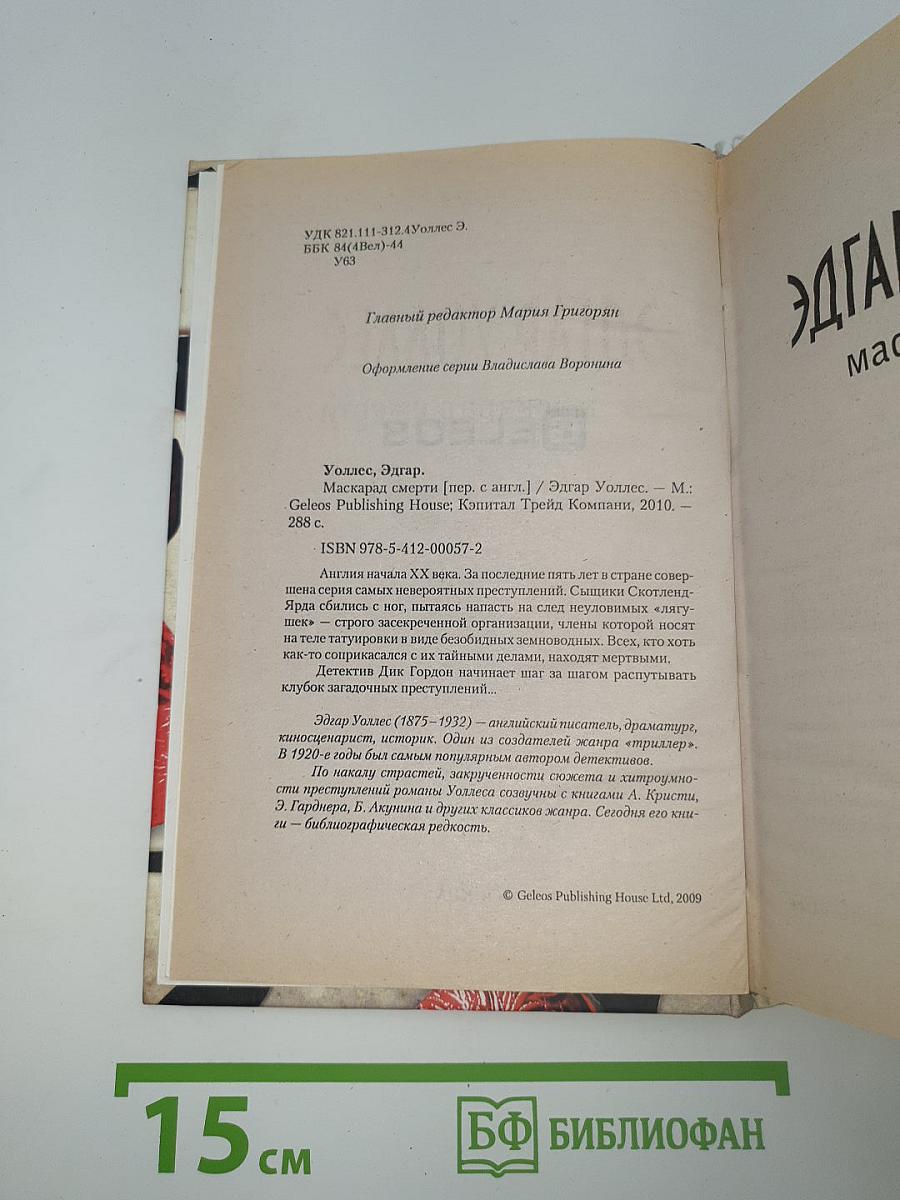 УДК 821.111-312.4Уоллес Э.
ББК 84(4Вел)-44
У63
Главный редактор Мария Григорян
Оформление серии Владислава Воронина
Уоллес, Эдгар.
Маскарад смерти [пер. с англ.] / Эдгар Уоллес. — М.:
Geleos Publishing House; Кэпитал Трейд Компани, 2010. —
288 с.
ISBN 978-5-412-00057-2
Англия начала XX века. За последние пять лет в стране совер-
шена серия самых невероятных преступлений. Сыщики Скотленд-
Ярда сбились с ног, пытаясь напасть на след неуловимых «лягу-
шек» — строго засекреченной организации, члены которой носят
на теле татуировки в виде безобидных земноводных. Всех, кто хоть
как-то соприкасался с их тайными делами, находят мертвыми.
Детектив Дик Гордон начинает шаг за шагом распутывать
клубок загадочных преступлений...
Эдгар Уоллес (1875–1932) — английский писатель, драматург,
киносценарист, историк. Один из создателей жанра «триллер».
В 1920-е годы был самым популярным автором детективов.
По накалу страстей, закрученности сюжета и хитроумно-
сти преступлений романы Уоллеса созвучны с книгами А. Кристи,
Э. Гарднера, Б. Акунина и других классиков жанра. Сегодня его кни-
ги — библиографическая редкость.
© Geleos Publishing House Ltd, 2009
ЭДГА
мас
15 см
БФ БИБЛИОФАН